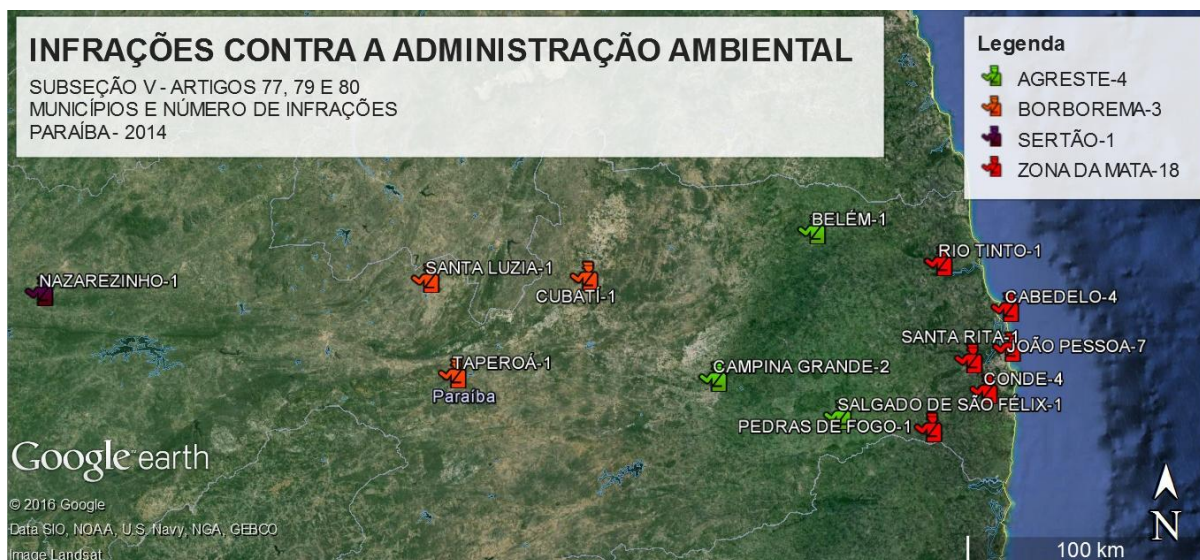 INFRAÇÕES CONTRA A ADMINISTRAÇÃO AMBIENTAL
SUBSEÇÃO V - ARTIGOS 77, 79 E 80
MUNICÍPIOS E NÚMERO DE INFRAÇÕES
PARAÍBA - 2014
Legenda
AGRESTE-4
BORBOREMA-3
SERTÃO-1
ZONA DA MATA-18
BELÉM-1
RIO TINTO-1
SANTA LUZIA-1
NAZAREZINHO-1
CUBATÍ-1
CABEDELO-4
SANTA RITA-1
JOÃO PESSOA-7
TAPEROÁ-1
CAMPINA GRANDE-2
CONDE-4
Paraíba
SALGADO DE SÃO FÉLIX-1
PEDRAS DE FOGO-1
Google earth
© 2016 Google
Data SIO, NOAA, U.S. Navy, NGA, GEBCO
Image Landsat
N
100 km